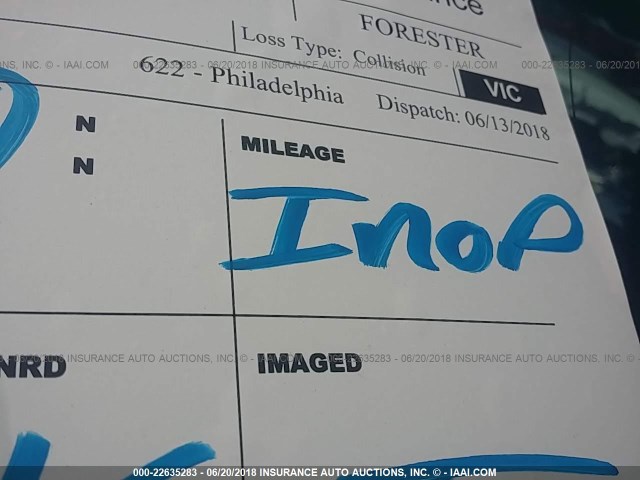 FORESTER
Loss Type: Collision
VIC
622 - Philadelphia
Dispatch: 06/13/2018
N
N
MILEAGE
InoP
NRD
IMAGED
000-22635283 - 06/20/2018 INSURANCE AUTO AUCTIONS, INC. © - IAAI.COM